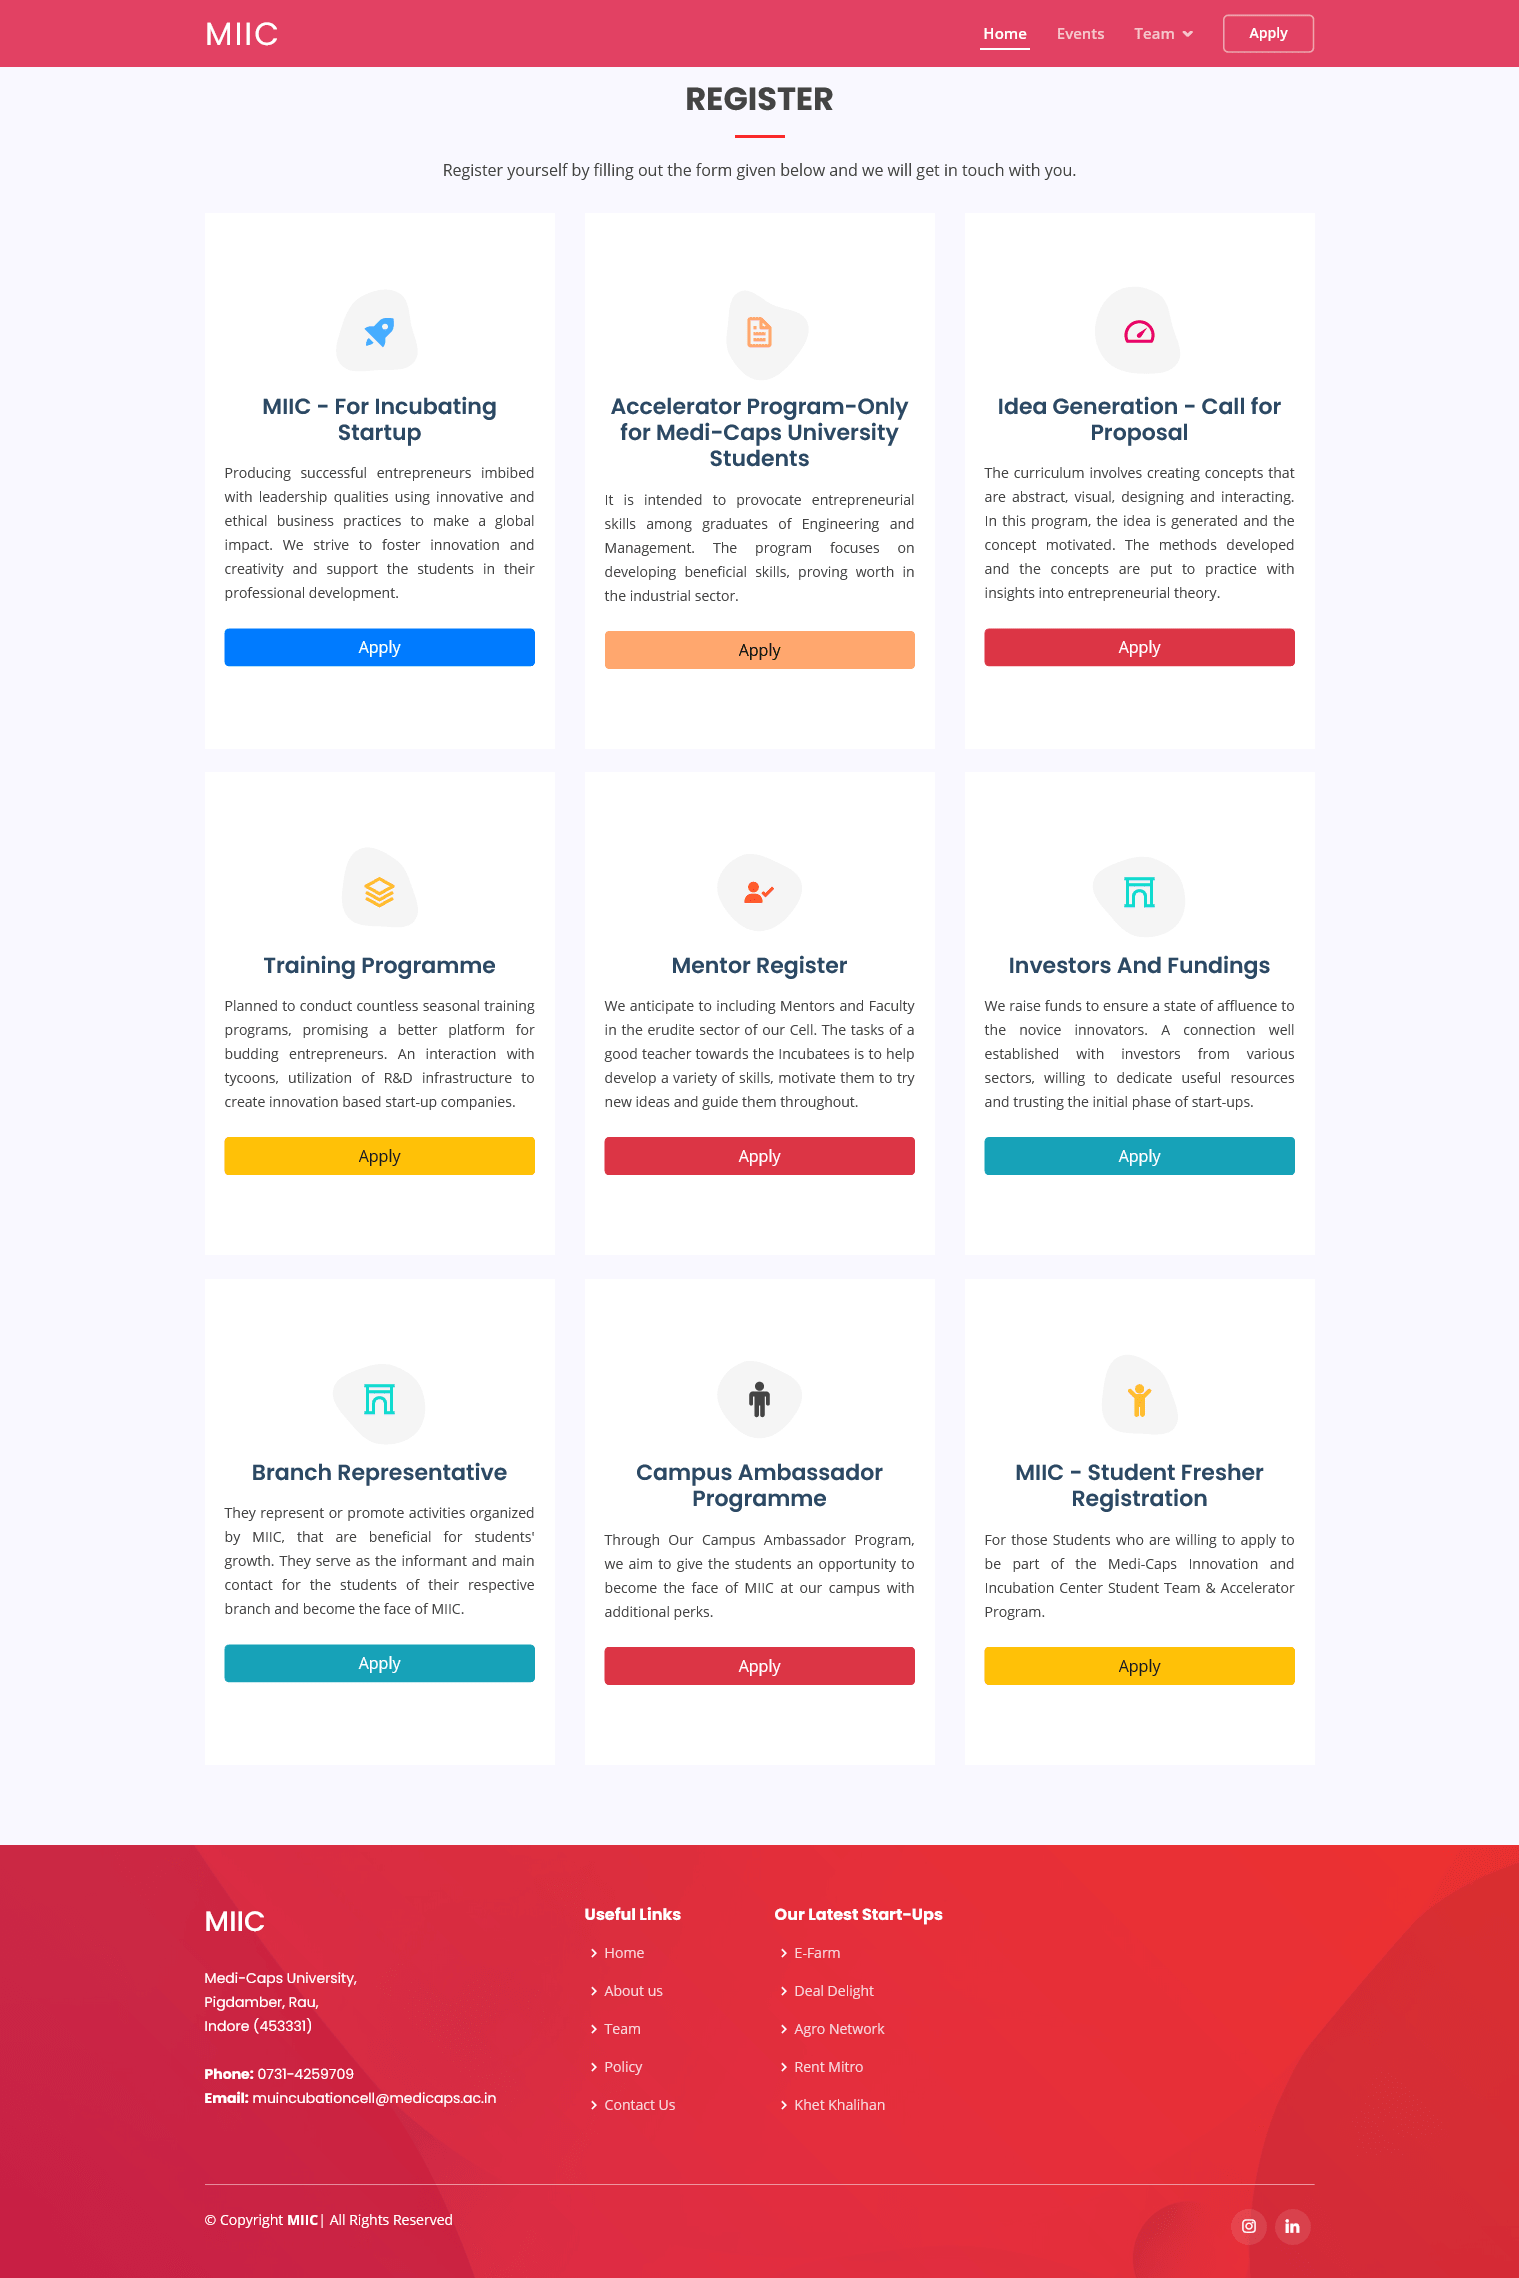 MIIC
Home
Events
Team
Apply
REGISTER
Register yourself by filling out the form given below and we will get in touch with you.
MIIC - For Incubating
Startup
Producing successful entrepreneurs imbibed
with leadership qualities using innovative and
ethical business practices to make a global
impact. We strive to foster innovation and
creativity and support the students in their
professional development.
Apply
Accelerator Program-Only
for Medi-Caps University
Students
It is intended to provocate entrepreneurial
skills among graduates of Engineering and
Management. The program focuses on
developing beneficial skills, proving worth in
the industrial sector.
Apply
Idea Generation - Call for
Proposal
The curriculum involves creating concepts that
are abstract, visual, designing and interacting.
In this program, the idea is generated and the
concept motivated. The methods developed
and the concepts are put to practice with
insights into entrepreneurial theory.
Apply
Training Programme
Planned to conduct countless seasonal training
programs, promising a better platform for
budding entrepreneurs. An interaction with
tycoons, utilization of R&D infrastructure to
create innovation based start-up companies.
Apply
Mentor Register
We anticipate to including Mentors and Faculty
in the erudite sector of our Cell. The tasks of a
good teacher towards the Incubatees is to help
develop a variety of skills, motivate them to try
new ideas and guide them throughout.
Apply
Investors And Fundings
We raise funds to ensure a state of affluence to
the novice innovators. A connection well
established with investors from various
sectors, willing to dedicate useful resources
and trusting the initial phase of start-ups.
Apply
Branch Representative
They represent or promote activities organized
by MIIC, that are beneficial for students'
growth. They serve as the informant and main
contact for the students of their respective
branch and become the face of MIIC.
Apply
Campus Ambassador
Programme
Through Our Campus Ambassador Program,
we aim to give the students an opportunity to
become the face of MIIC at our campus with
additional perks.
Apply
MIIC - Student Fresher
Registration
For those Students who are willing to apply to
be part of the Medi-Caps Innovation and
Incubation Center Student Team & Accelerator
Program.
Apply
MIIC
Medi-Caps University,
Pigdamber, Rau,
Indore (453331)
Phone: 0731-4259709
Email: muincubationcell@medicaps.ac.in
Useful Links
Home
About us
Team
Policy
Contact Us
Our Latest Start-Ups
E-Farm
Deal Delight
Agro Network
Rent Mitro
Khet Khalihan
© Copyright MIIC| All Rights Reserved